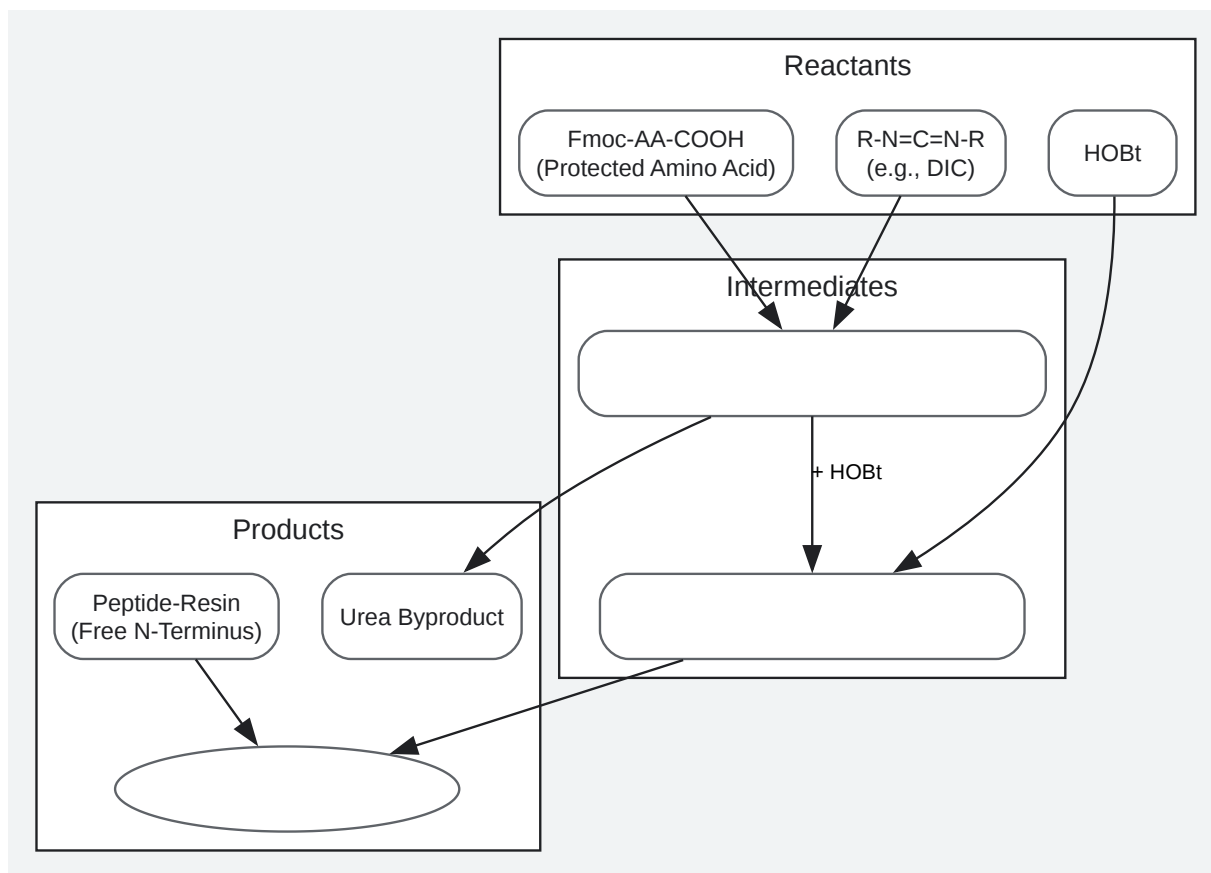 Reactants
Fmoc-AA-COOH
(Protected Amino Acid)
R-N=C=N-R
(e.g., DIC)
HOBt
Intermediates
+ HOBt
Products
Peptide-Resin
(Free N-Terminus)
Urea Byproduct